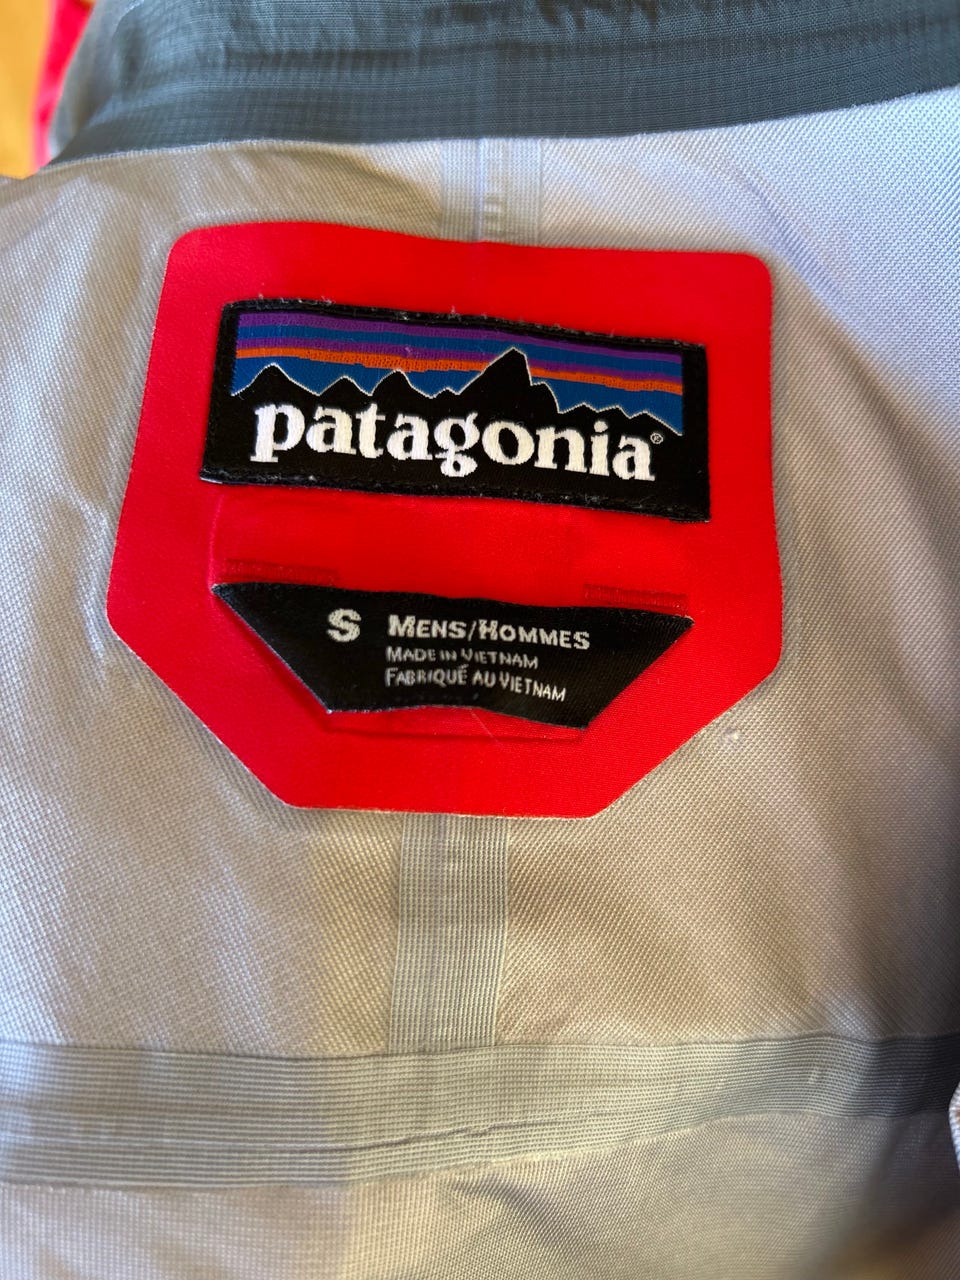 patagonia®
S MENS/HOMMES
MADE IN VIETNAM
FABRIQUÉ AU VIETNAM